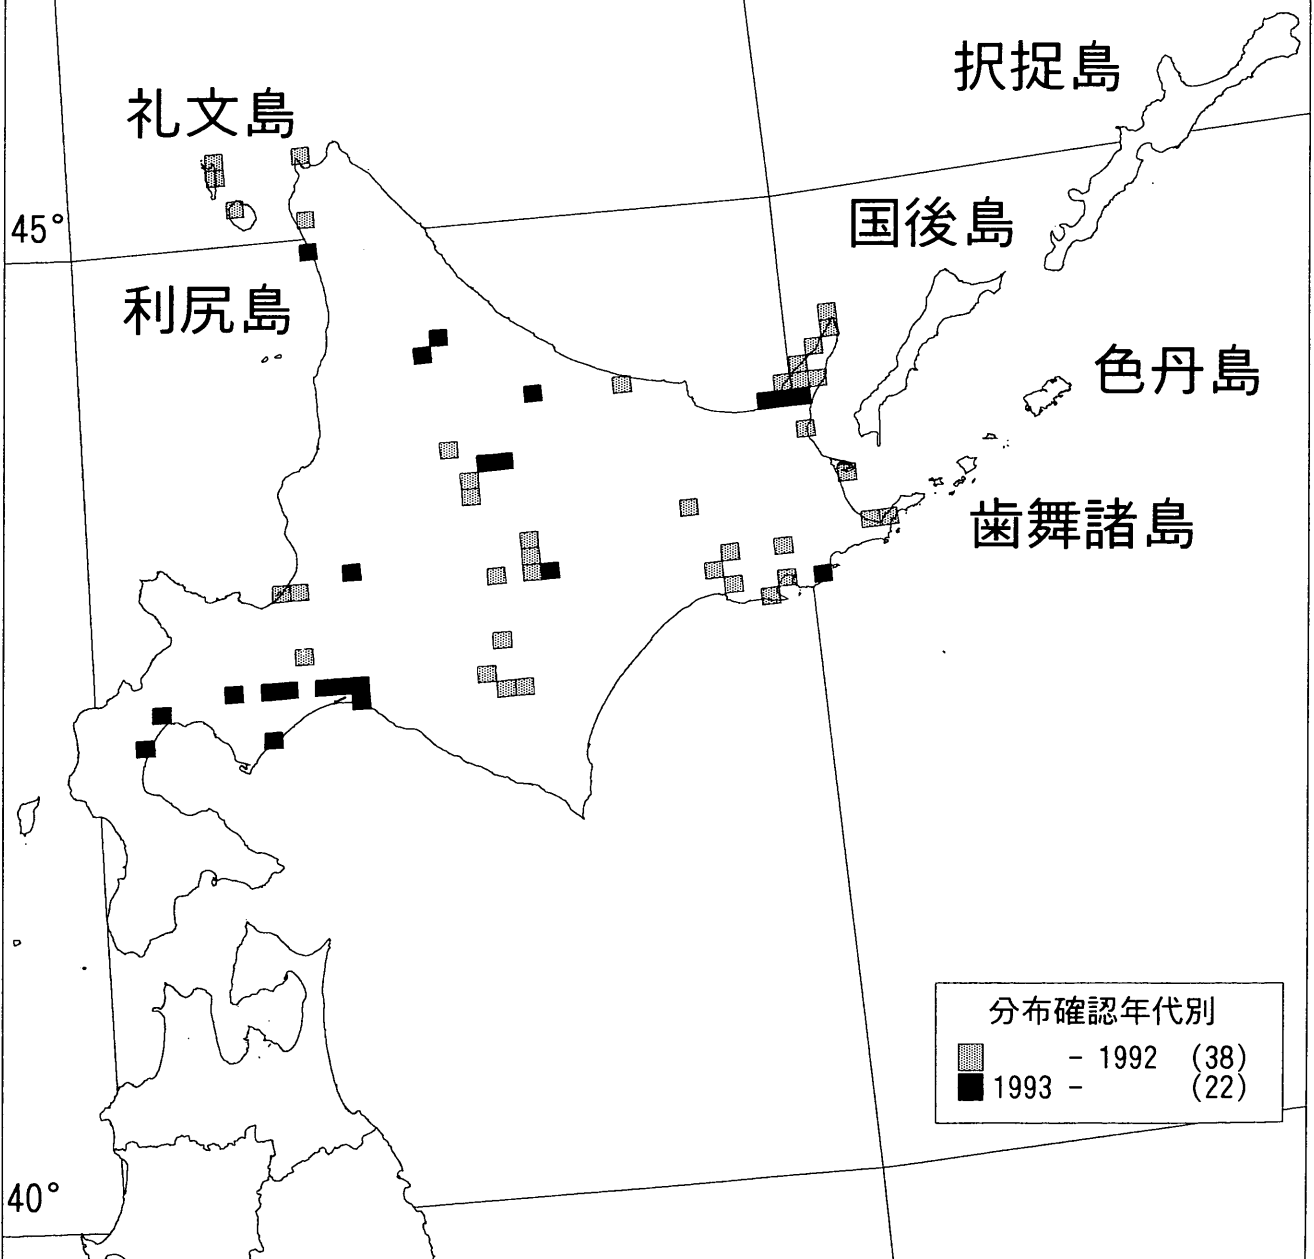 択捉島
礼文島
国後島
45°
利尻島
色丹島
歯舞諸島
分布確認年代別
- 1992 (38)
1993 - (22)
40°